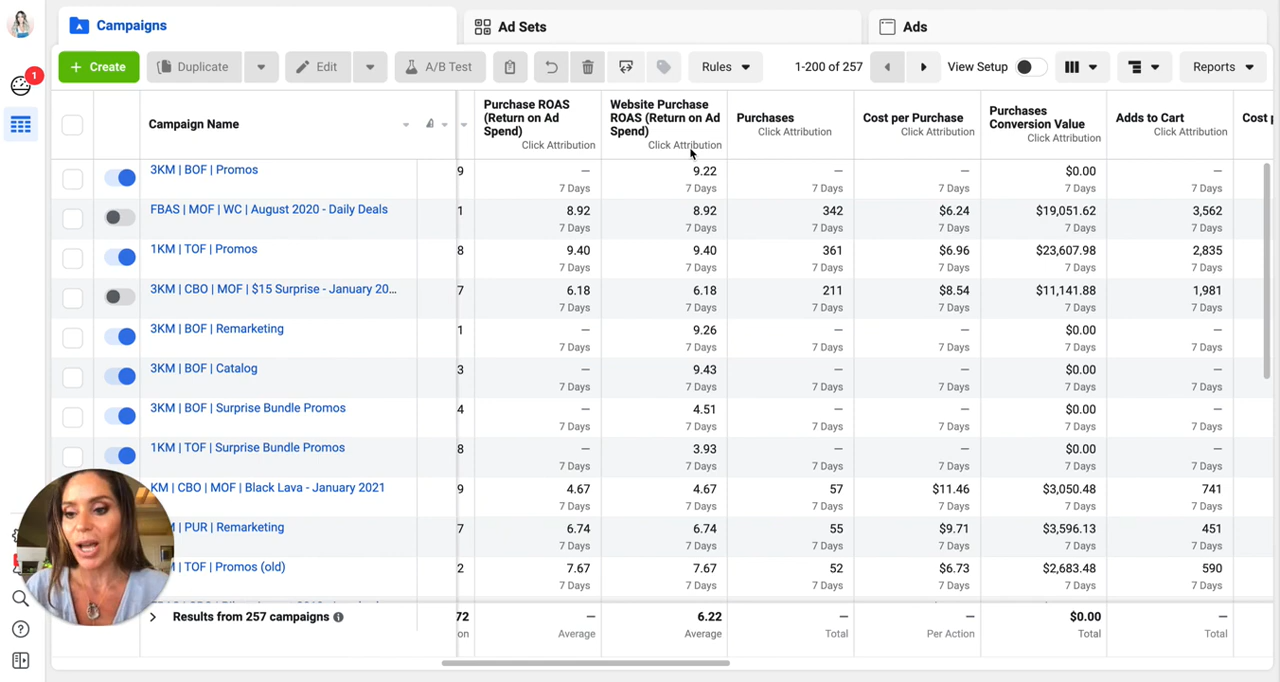 Campaigns
Ad Sets
Ads
1
+ Create
Duplicate
Edit
A/B Test
Rules
1-200 of 257
View Setup
Reports
Campaign Name
Purchase ROAS
(Return on Ad
Spend)
Click Attribution
Website Purchase
ROAS (Return on Ad
Spend)
Click Attribution
Purchases
Click Attribution
Cost per Purchase
Click Attribution
Purchases
Conversion Value
Click Attribution
Adds to Cart
Click Attribution
Cost p
3KM | BOF | Promos 9 — 9.22 — — $0.00 —
7 Days 7 Days 7 Days 7 Days 7 Days 7 Days
FBAS | MOF | WC | August 2020 - Daily Deals 1 8.92 8.92 342 $6.24 $19,051.62 3,562
7 Days 7 Days 7 Days 7 Days 7 Days 7 Days
1KM | TOF | Promos 8 9.40 9.40 361 $6.96 $23,607.98 2,835
7 Days 7 Days 7 Days 7 Days 7 Days 7 Days
3KM | CBO | MOF | $15 Surprise - January 20... 7 6.18 6.18 211 $8.54 $11,141.88 1,981
7 Days 7 Days 7 Days 7 Days 7 Days 7 Days
3KM | BOF | Remarketing 1 — 9.26 — — $0.00 —
7 Days 7 Days 7 Days 7 Days 7 Days 7 Days
3KM | BOF | Catalog 3 — 9.43 — — $0.00 —
7 Days 7 Days 7 Days 7 Days 7 Days 7 Days
3KM | BOF | Surprise Bundle Promos 4 — 4.51 — — $0.00 —
7 Days 7 Days 7 Days 7 Days 7 Days 7 Days
1KM | TOF | Surprise Bundle Promos 8 — 3.93 — — $0.00 —
7 Days 7 Days 7 Days 7 Days 7 Days 7 Days
KM | CBO | MOF | Black Lava - January 2021 9 4.67 4.67 57 $11.46 $3,050.48 741
7 Days 7 Days 7 Days 7 Days 7 Days 7 Days
| PUR | Remarketing 7 6.74 6.74 55 $9.71 $3,596.13 451
7 Days 7 Days 7 Days 7 Days 7 Days 7 Days
| TOF | Promos (old) 2 7.67 7.67 52 $6.73 $2,683.48 590
7 Days 7 Days 7 Days 7 Days 7 Days 7 Days
Results from 257 campaigns 72 — 6.22 — — $0.00 —
on Average Average Total Per Action Total Total